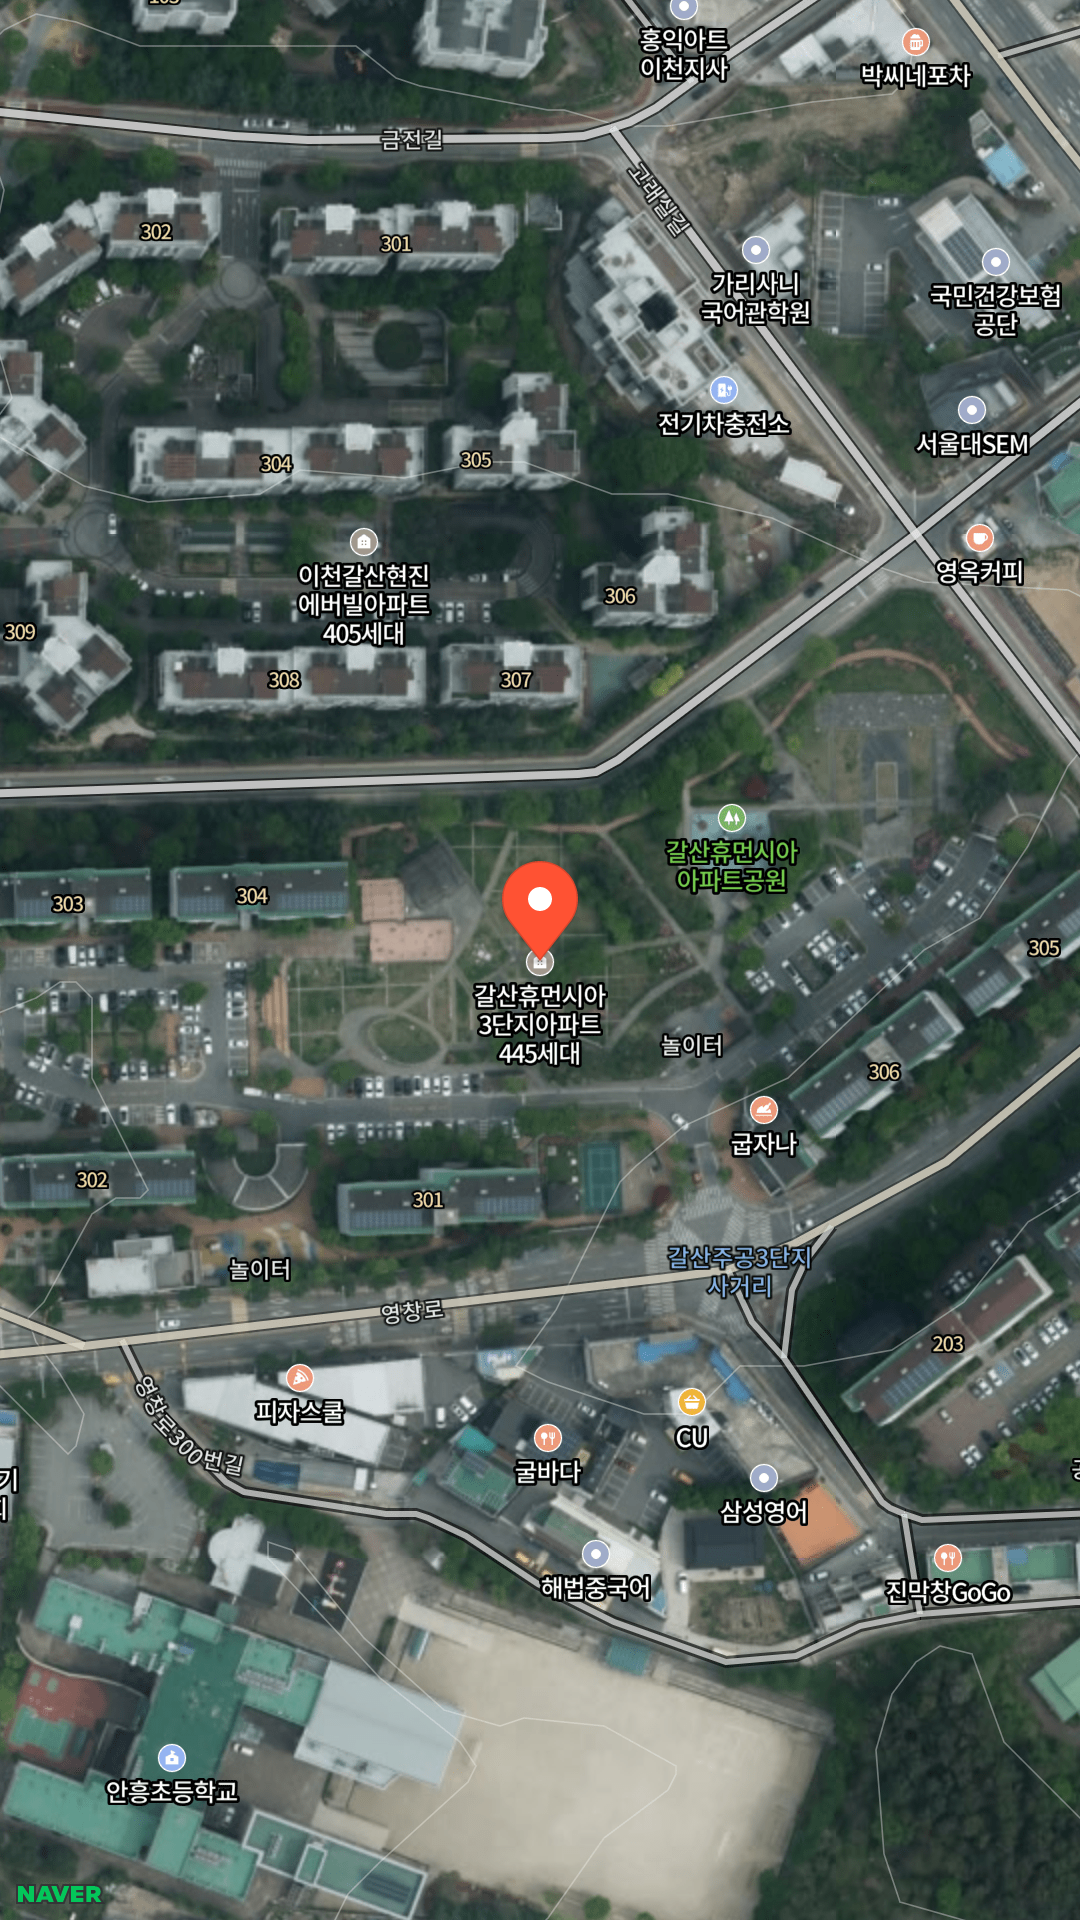 홍익아트
이천지사
박씨네포차
금전길
고래실길
302
301
가리사니
국어관학원
국민건강보험
공단
전기차충전소
서울대SEM
304
305
이천갈산현진
에버빌아파트
405세대
306
영옥커피
309
308
307
갈산휴먼시아
아파트공원
303
304
305
갈산휴먼시아
3단지아파트
445세대
놀이터
306
굽자나
302
301
놀이터
갈산주공3단지
사거리
영창로
203
영창로300번길
피자스쿨
CU
굴바다
삼성영어
해법중국어
진막창GoGo
안흥초등학교
NAVER